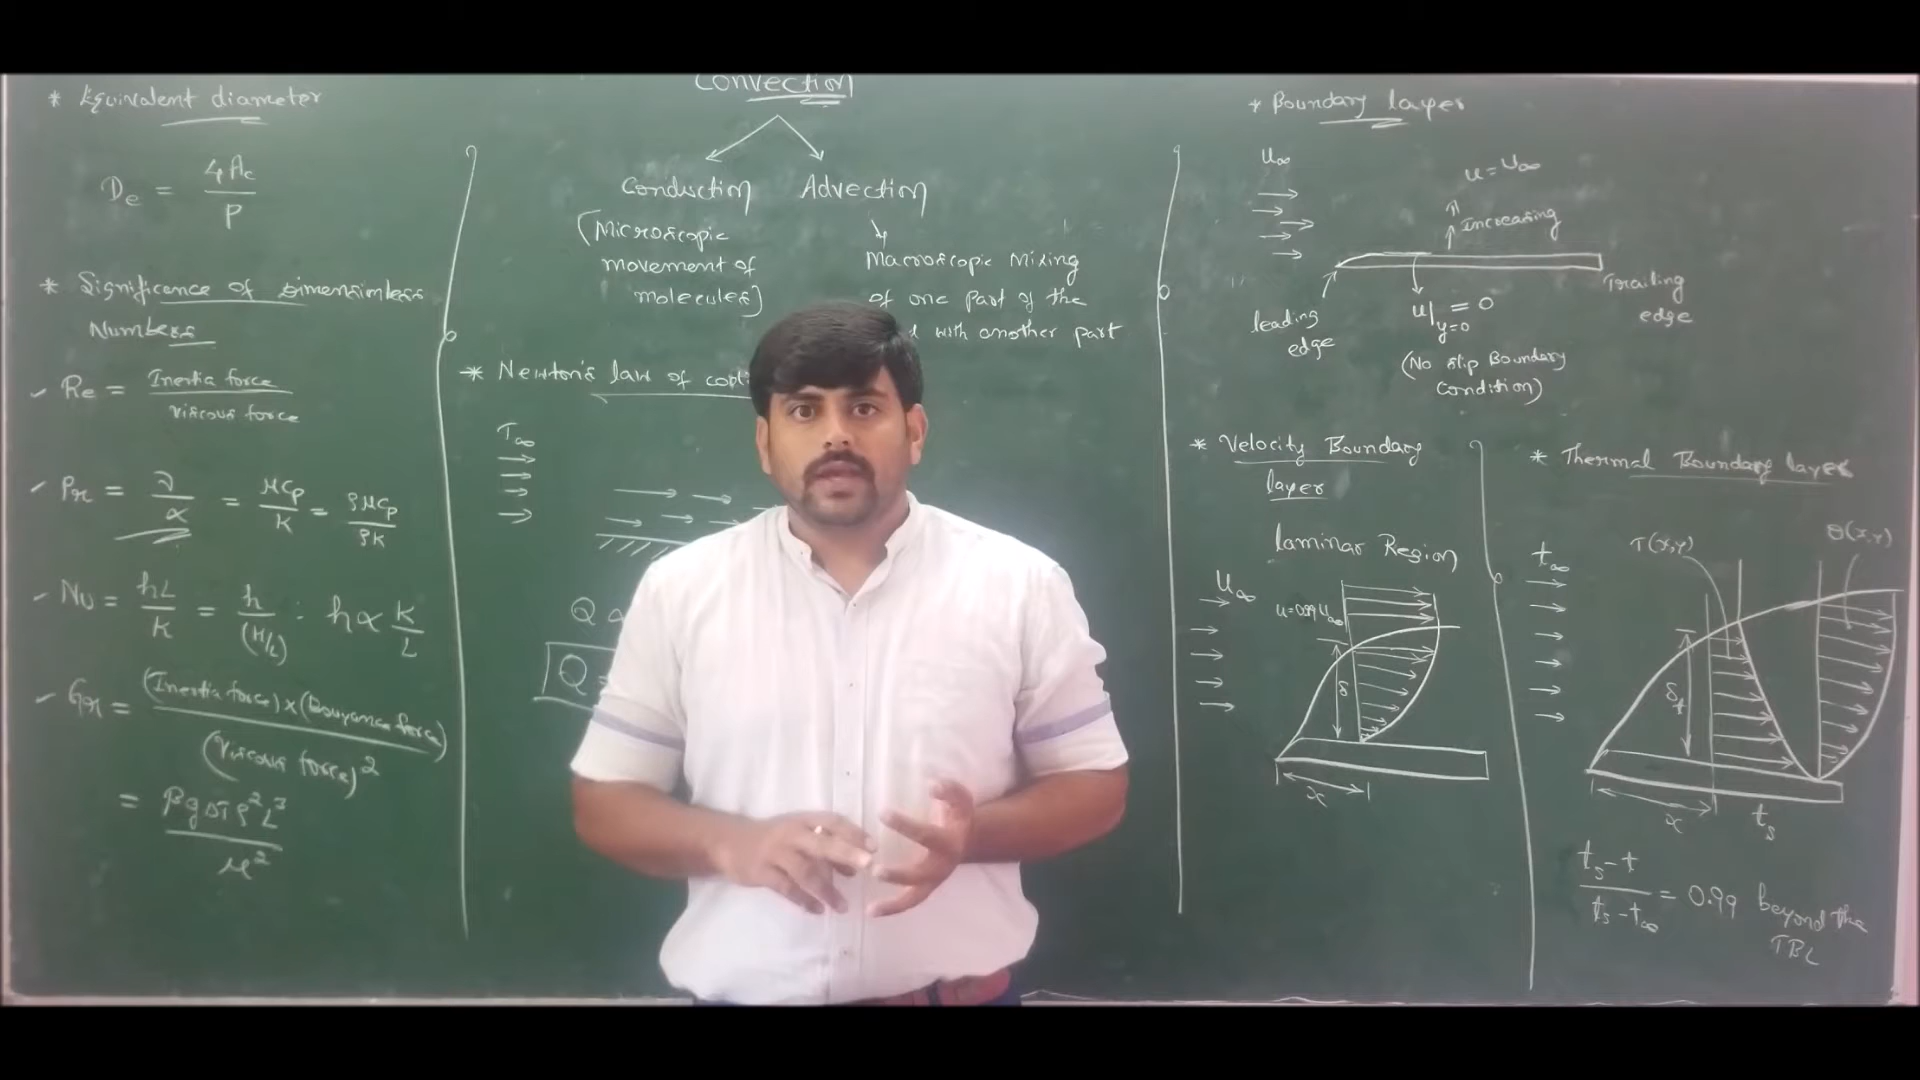 * Equivalent diameter
De = 4Ac / P
* Significance of Dimensionless
Numbers
✓ Re = Inertia force / viscous force
✓ Pr = ν / α = μCp / K = ρμCp / ρK
- Nu = hL / K = h / (K/L) : h ∝ K / L
✓ Gr = (Inertia force) x (Bouyance force) / (Viscous force)²
= βgΔTρ²L³ / μ²
Convection
Conduction Advection
(Microscopic
movement of
molecules]
Macroscopic Mixing
of one part of the
with another part
* Newton's law of
T∞
Q
Q =
* Boundary layer
U∞
u = U∞
Increasing
leading
edge
Trailing
edge
u|y=0 = 0
(No slip Boundary
Condition)
* Velocity Boundary
layer
laminar Region
U∞
u=0.99U∞
δ
x
* Thermal Boundary layer
t∞
T(x,y)
θ(x,y)
δt
x
ts
ts-t / ts-t∞ = 0.99 beyond the
TBL